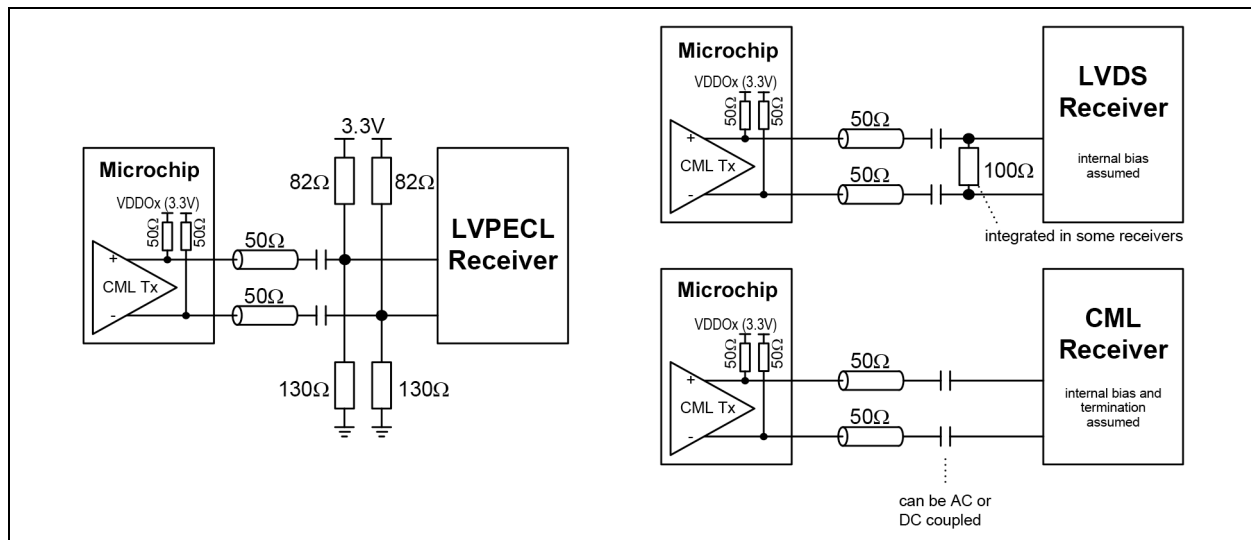 3.3V
82Ω 82Ω
Microchip
VDDOx (3.3V)
50Ω 50Ω
50Ω
+
CML Tx
50Ω
-
LVPECL
Receiver
130Ω 130Ω
Microchip
VDDOx (3.3V)
50Ω 50Ω
50Ω
+
CML Tx
50Ω
-
100Ω
LVDS
Receiver
internal bias
assumed
integrated in some receivers
Microchip
VDDOx (3.3V)
50Ω 50Ω
50Ω
+
CML Tx
50Ω
-
CML
Receiver
internal bias and
termination
assumed
can be AC or
DC coupled